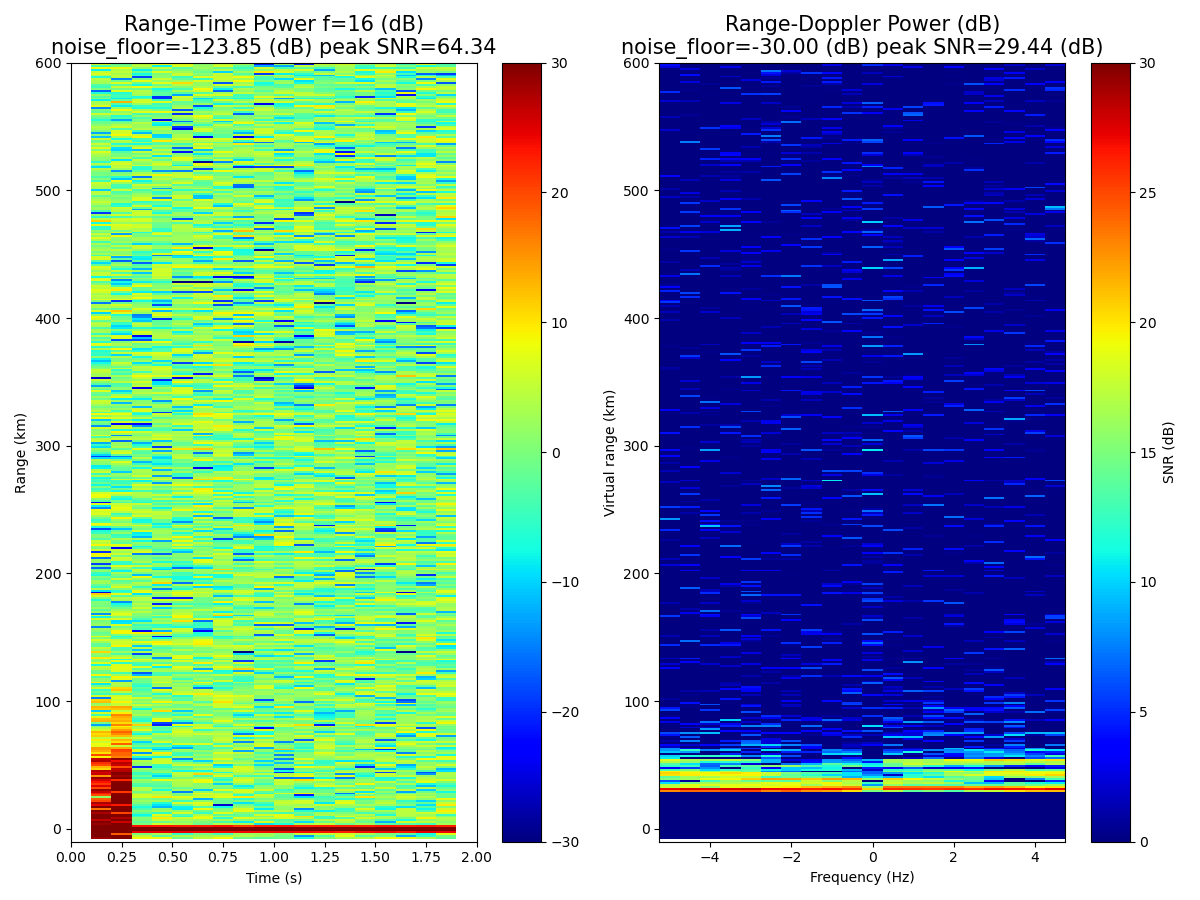 Range-Time Power f=16 (dB)
noise_floor=-123.85 (dB) peak SNR=64.34
600
500
400
300
200
100
0
Range (km)
0.00 0.25 0.50 0.75 1.00 1.25 1.50 1.75 2.00
Time (s)
30
20
10
0
−10
−20
−30
Range-Doppler Power (dB)
noise_floor=-30.00 (dB) peak SNR=29.44 (dB)
600
500
400
300
200
100
0
Virtual range (km)
−4 −2 0 2 4
Frequency (Hz)
30
25
20
15
10
5
0
SNR (dB)